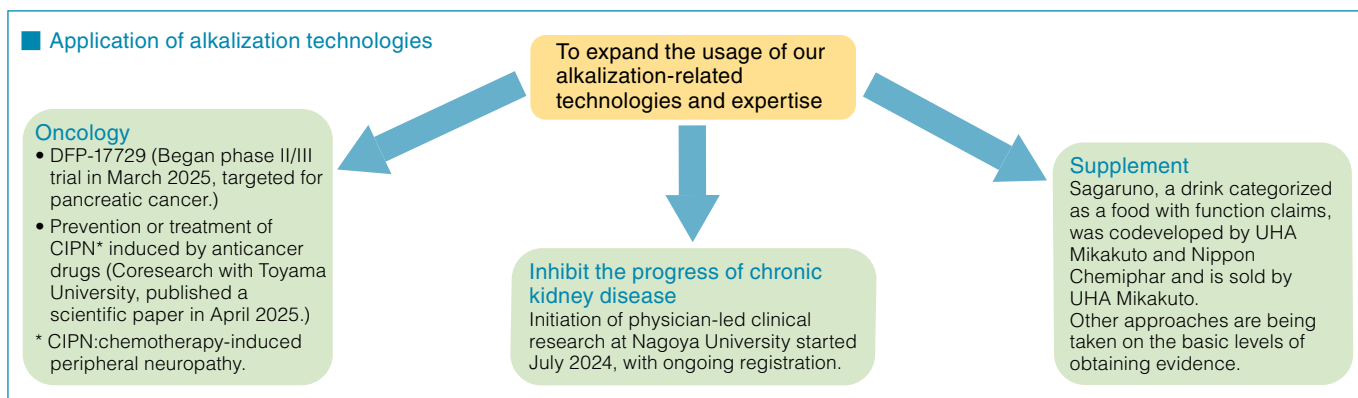 Application of alkalization technologies
To expand the usage of our
alkalization-related
technologies and expertise
Oncology
• DFP-17729 (Began phase II/III
trial in March 2025, targeted for
pancreatic cancer.)
• Prevention or treatment of
CIPN* induced by anticancer
drugs (Coresearch with Toyama
University, published a
scientific paper in April 2025.)
* CIPN:chemotherapy-induced
peripheral neuropathy.
Inhibit the progress of chronic
kidney disease
Initiation of physician-led clinical
research at Nagoya University started
July 2024, with ongoing registration.
Supplement
Sagaruno, a drink categorized
as a food with function claims,
was codeveloped by UHA
Mikakuto and Nippon
Chemiphar and is sold by
UHA Mikakuto.
Other approaches are being
taken on the basic levels of
obtaining evidence.